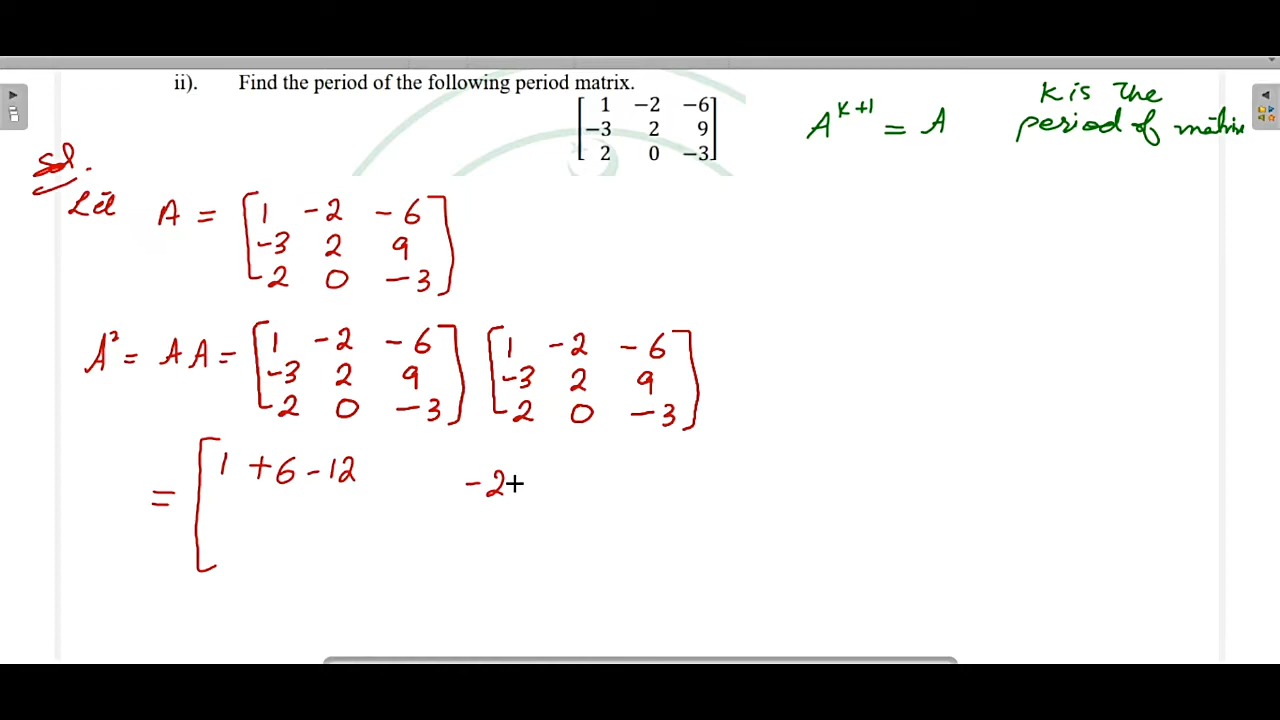 ii). Find the period of the following period matrix.
[ 1 −2 −6 ]
[ −3 2 9 ]
[ 2 0 −3 ]
A^{k+1} = A
K is the
period of matrix
Sol.
Let A = [ 1 -2 -6 ]
[ -3 2 9 ]
[ 2 0 -3 ]
A² = AA = [ 1 -2 -6 ] [ 1 -2 -6 ]
[ -3 2 9 ] [ -3 2 9 ]
[ 2 0 -3 ] [ 2 0 -3 ]
= [ 1 +6 -12 -2+